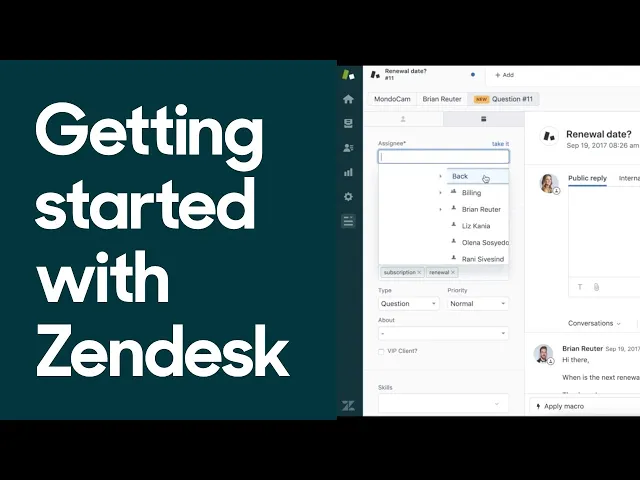 Getting
started
with
Zendesk
Renewal date?
#11
+ Add
MondoCam
Brian Reuter
NEW Question #11
Assignee*
take it
Back
Billing
Brian Reuter
Liz Kania
Olena Sosyedo
Rani Sivesind
subscription ×
renewal ×
Type
Priority
Question
Normal
About
-
VIP Client?
Skills
Renewal date?
Sep 19, 2017 08:26 am
Public reply
Interna
T
Conversations
Brian Reuter Sep 19, 2017
Hi there,
When is the next renewa
Apply macro